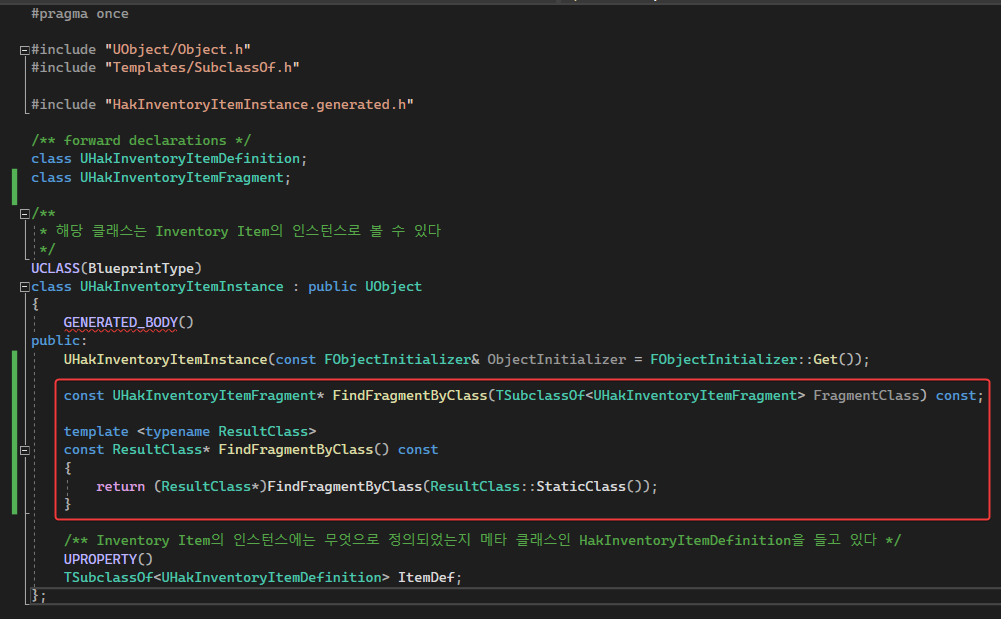 #pragma once
#include "UObject/Object.h"
#include "Templates/SubclassOf.h"
#include "HakInventoryItemInstance.generated.h"
/** forward declarations */
class UHakInventoryItemDefinition;
class UHakInventoryItemFragment;
/**
* 해당 클래스는 Inventory Item의 인스턴스로 볼 수 있다
*/
UCLASS(BlueprintType)
class UHakInventoryItemInstance : public UObject
{
GENERATED_BODY()
public:
UHakInventoryItemInstance(const FObjectInitializer& ObjectInitializer = FObjectInitializer::Get());
const UHakInventoryItemFragment* FindFragmentByClass(TSubclassOf<UHakInventoryItemFragment> FragmentClass) const;
template <typename ResultClass>
const ResultClass* FindFragmentByClass() const
{
return (ResultClass*)FindFragmentByClass(ResultClass::StaticClass());
}
/** Inventory Item의 인스턴스에는 무엇으로 정의되었는지 메타 클래스인 HakInventoryItemDefinition을 들고 있다 */
UPROPERTY()
TSubclassOf<UHakInventoryItemDefinition> ItemDef;
};